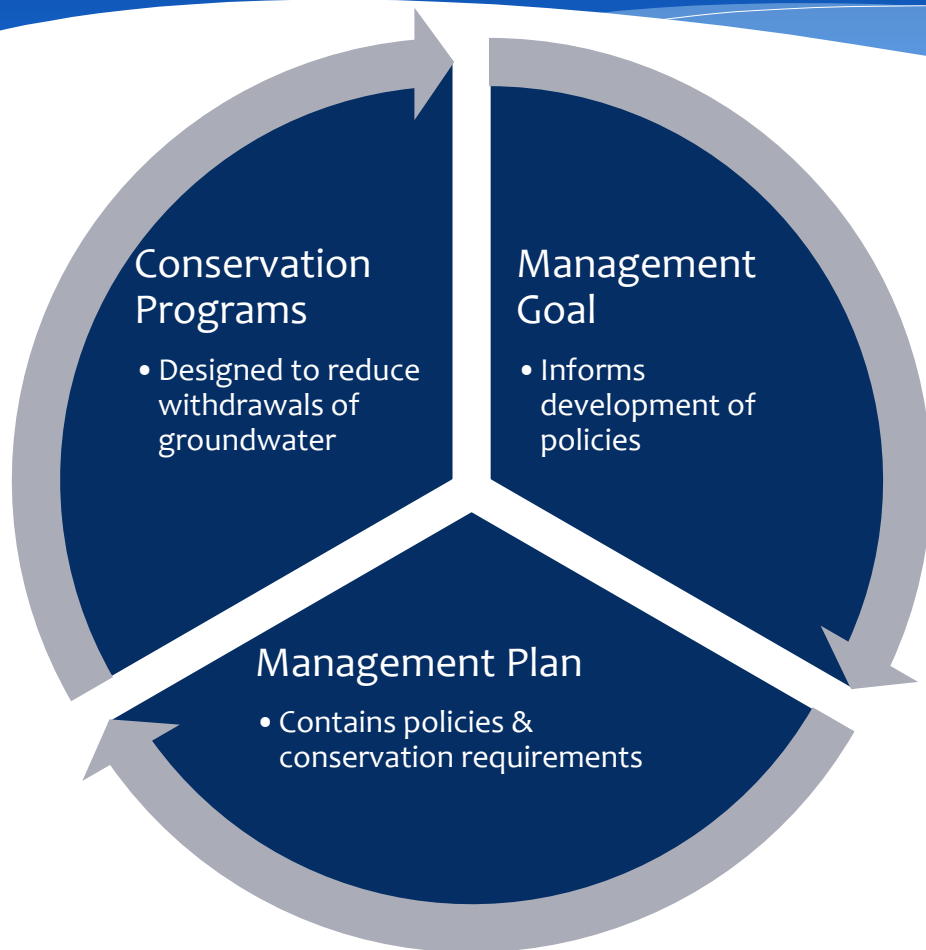 Conservation
Programs
• Designed to reduce
withdrawals of
groundwater
Management
Goal
• Informs
development of
policies
Management Plan
• Contains policies &
conservation requirements